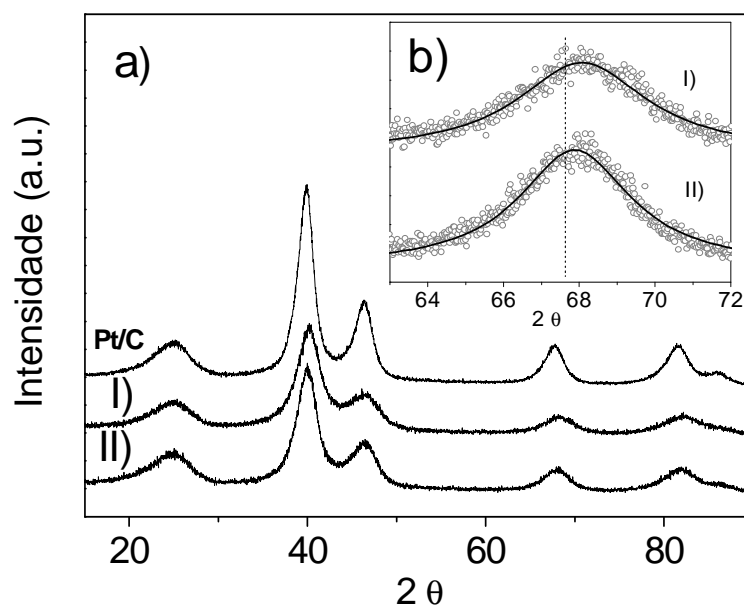 a)
b)
I)
II)
64 66 68 70 72
2 θ
Pt/C
I)
II)
Intensidade (a.u.)
20 40 60 80
2 θ